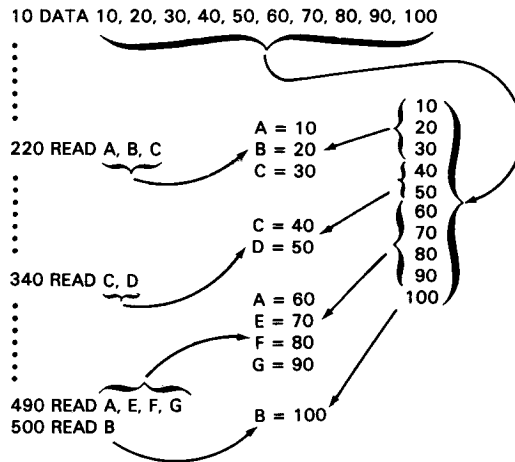 10 DATA 10, 20, 30, 40, 50, 60, 70, 80, 90, 100
220 READ A, B, C
A = 10
B = 20
C = 30
10
20
30
40
50
60
70
80
90
100
C = 40
D = 50
340 READ C, D
A = 60
E = 70
F = 80
G = 90
490 READ A, E, F, G
500 READ B
B = 100